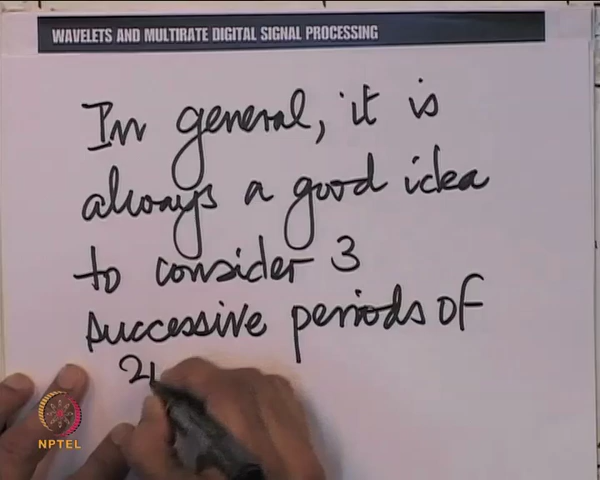 WAVELETS AND MULTIRATE DIGITAL SIGNAL PROCESSING
In general, it is
always a good idea
to consider 3
successive periods of
2
NPTEL